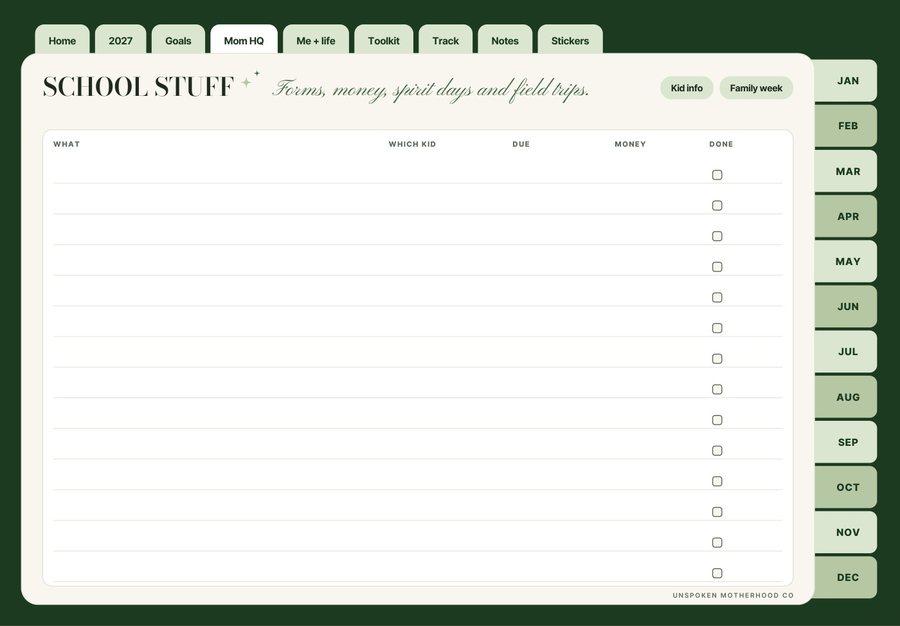 Home 2027 Goals Mom HQ Me + life Toolkit Track Notes Stickers
SCHOOL STUFF Forms, money, spirit days and field trips. Kid info Family week
WHAT WHICH KID DUE MONEY DONE
JAN
FEB
MAR
APR
MAY
JUN
JUL
AUG
SEP
OCT
NOV
DEC
UNSPOKEN MOTHERHOOD CO